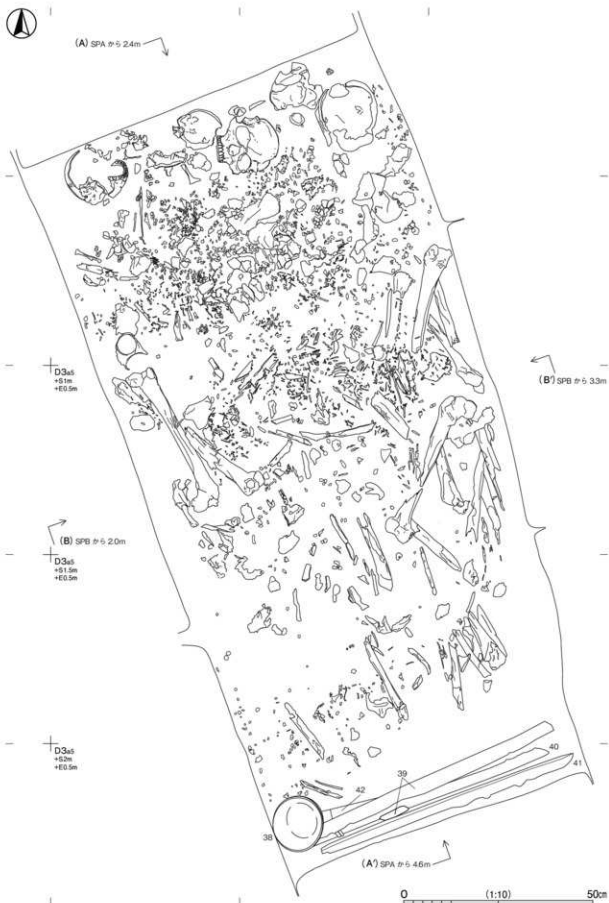 (A) SPA から 2.4m
D3a5
+S1m
+E0.5m
(B') SPB から 3.3m
(B) SPB から 2.0m
D3a5
+S1.5m
+E0.5m
D3a5
+S2m
+E0.5m
40
39
41
42
38
(A') SPA から 4.6m
0 (1:10) 50cm